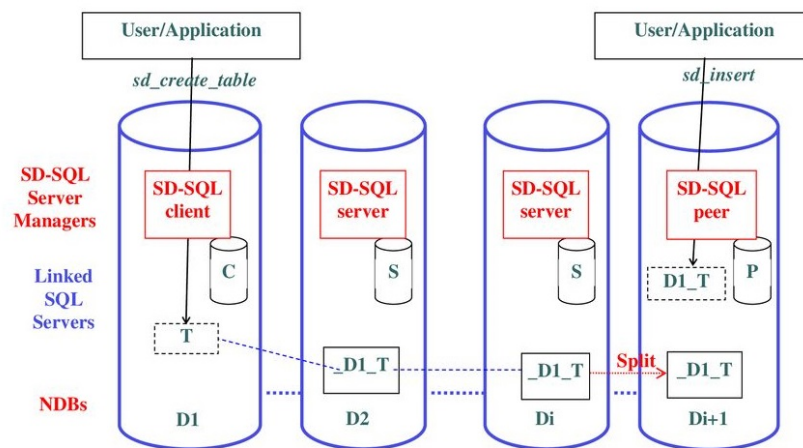 User/Application
User/Application
sd_create_table
sd_insert
SD-SQL
Server
Managers
SD-SQL
client
SD-SQL
server
SD-SQL
server
SD-SQL
peer
C
S
S
P
D1_T
Linked
SQL
Servers
T
_D1_T
_D1_T
Split
_D1_T
NDBs
D1
D2
Di
Di+1